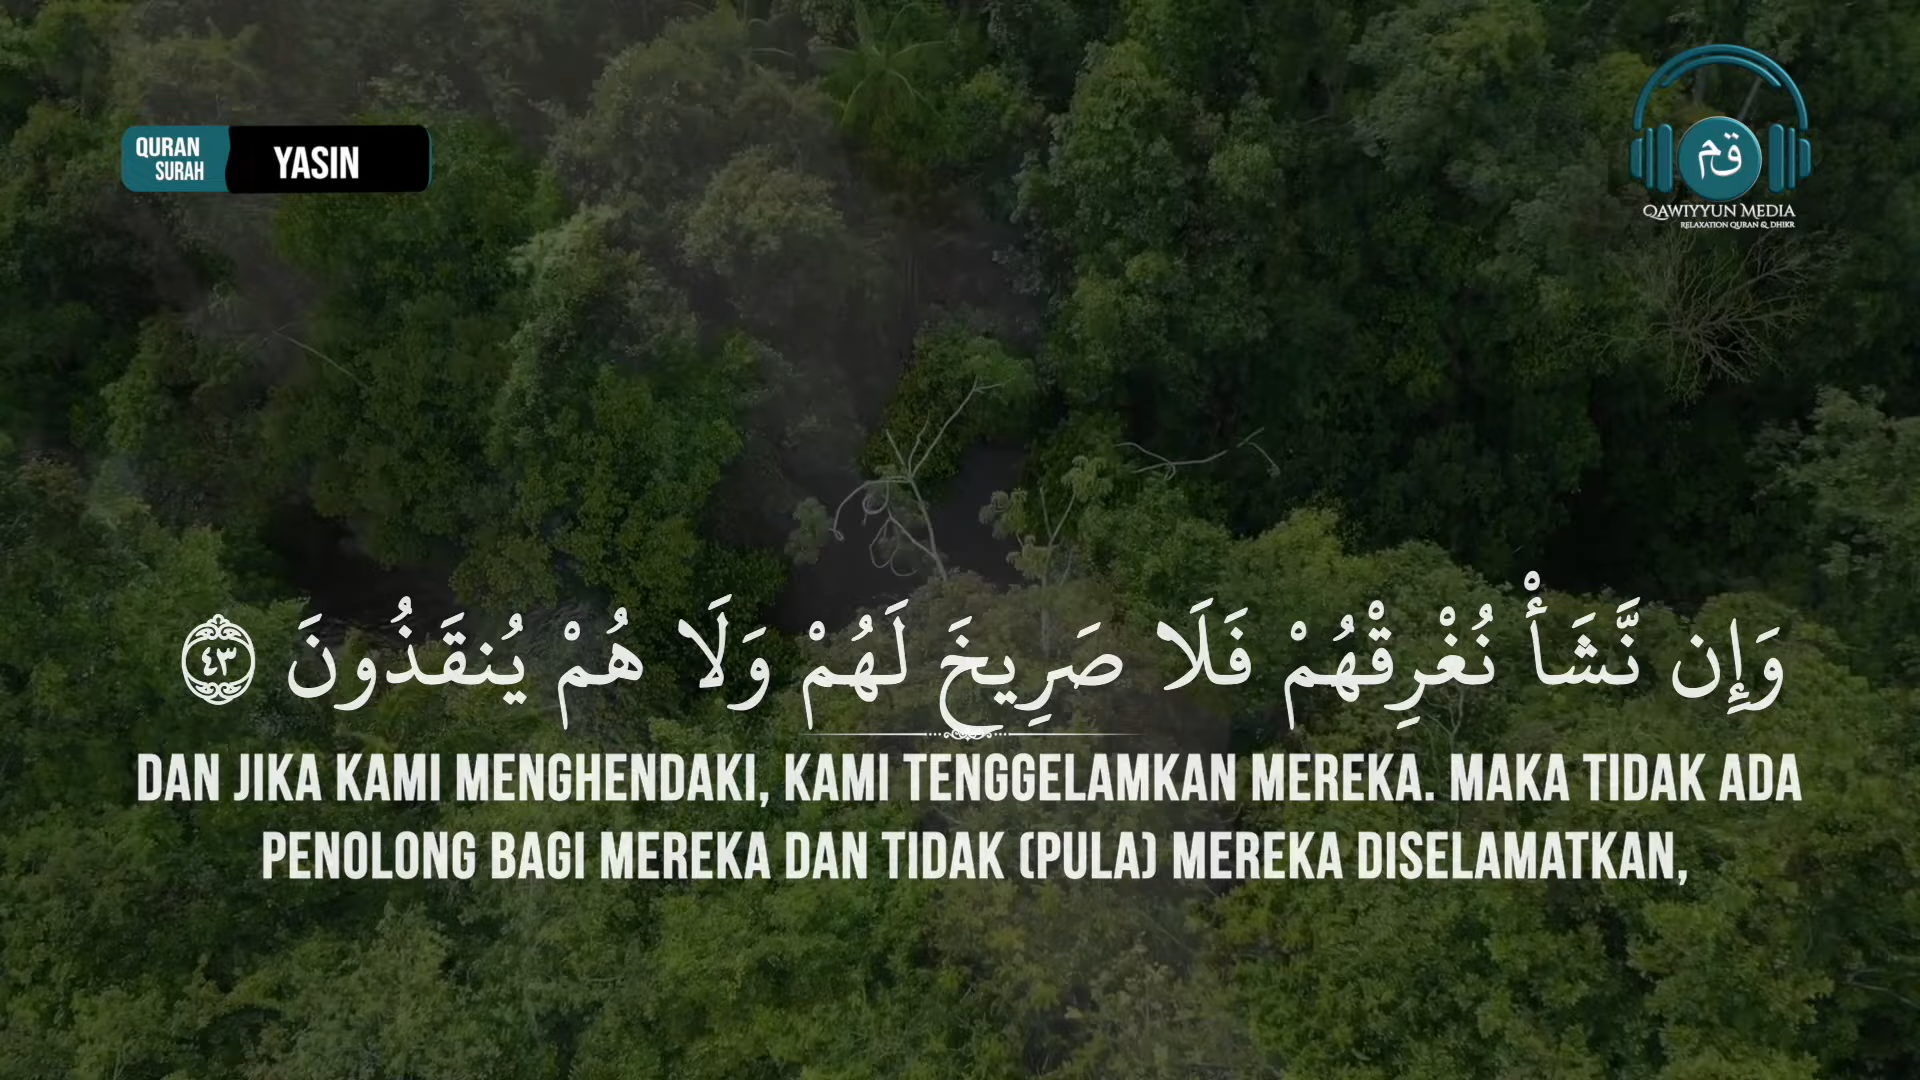 QURAN
SURAH
YASIN
قم
QAWIYYUN MEDIA
RELAXATION QURAN & DHIKR
وَإِن نَّشَأْ نُغْرِقْهُمْ فَلَا صَرِيخَ لَهُمْ وَلَا هُمْ يُنقَذُونَ ٤٣
DAN JIKA KAMI MENGHENDAKI, KAMI TENGGELAMKAN MEREKA. MAKA TIDAK ADA
PENOLONG BAGI MEREKA DAN TIDAK (PULA) MEREKA DISELAMATKAN,